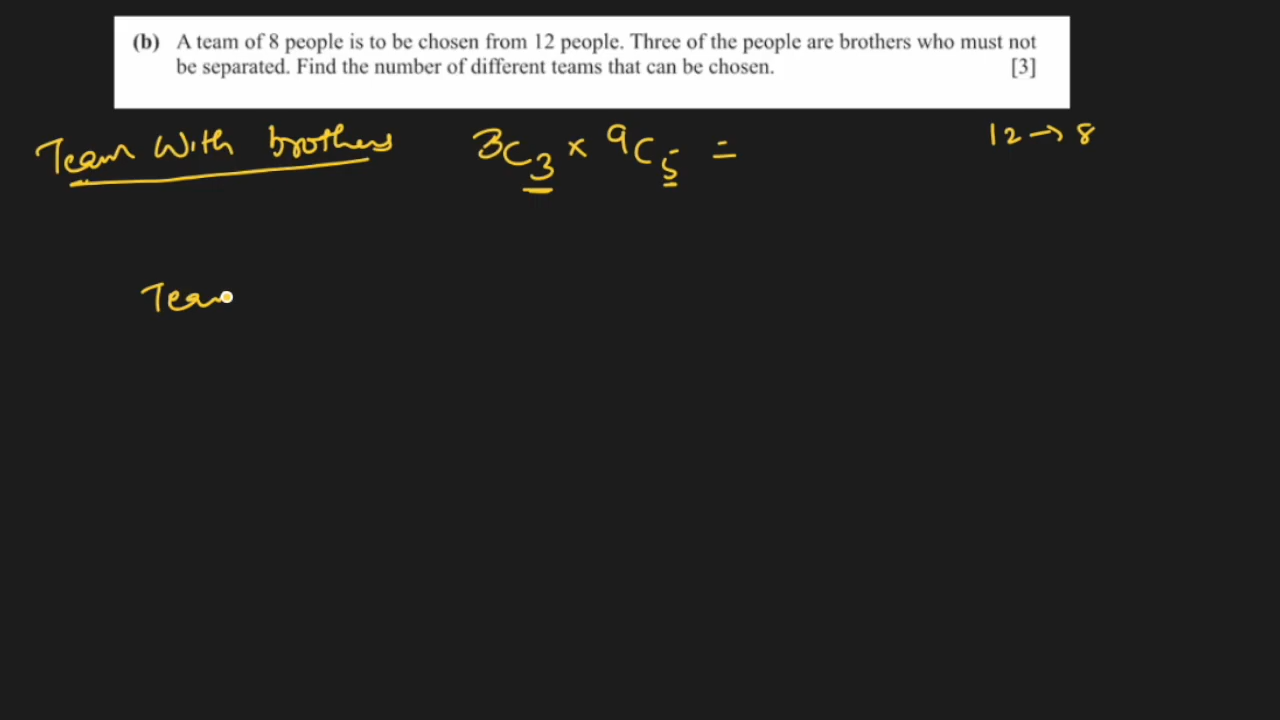 (b) A team of 8 people is to be chosen from 12 people. Three of the people are brothers who must not
be separated. Find the number of different teams that can be chosen. [3]
Team With brothers 3C3 × 9C5 = 12 → 8
Team